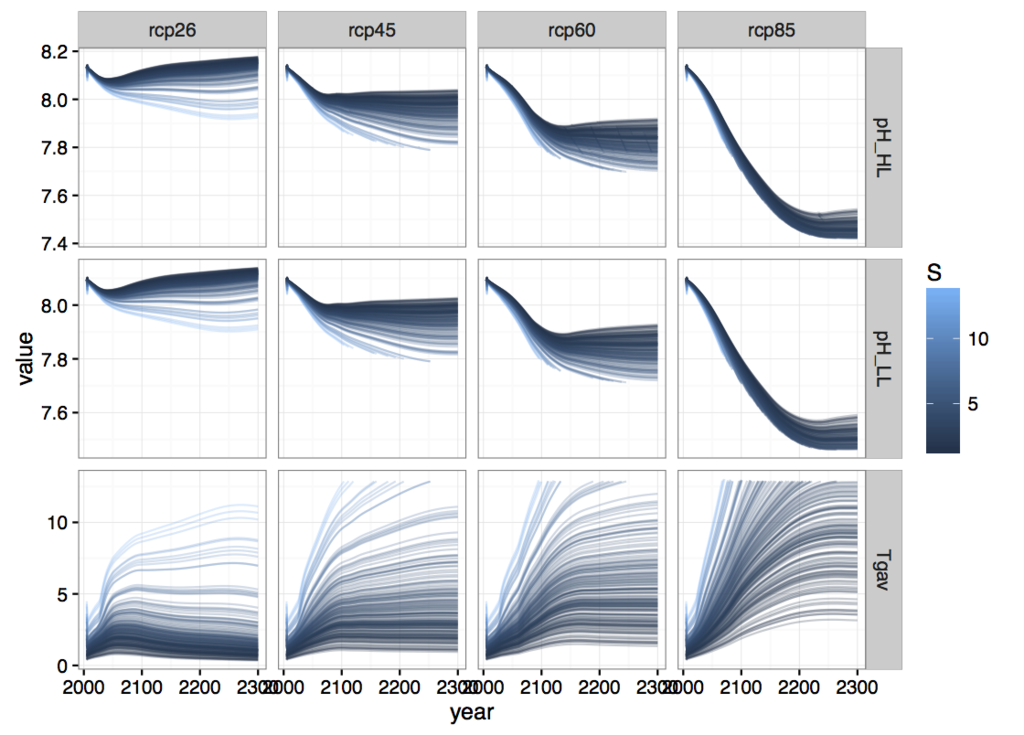 rcp26 rcp45 rcp60 rcp85
8.2
8.0
7.8
7.6
7.4
pH_HL
8.0
7.8
7.6
pH_LL
10
5
0
Tgav
value
2000 2100 2200 2300 2000 2100 2200 2300 2000 2100 2200 2300 2000 2100 2200 2300
year
S
10
5